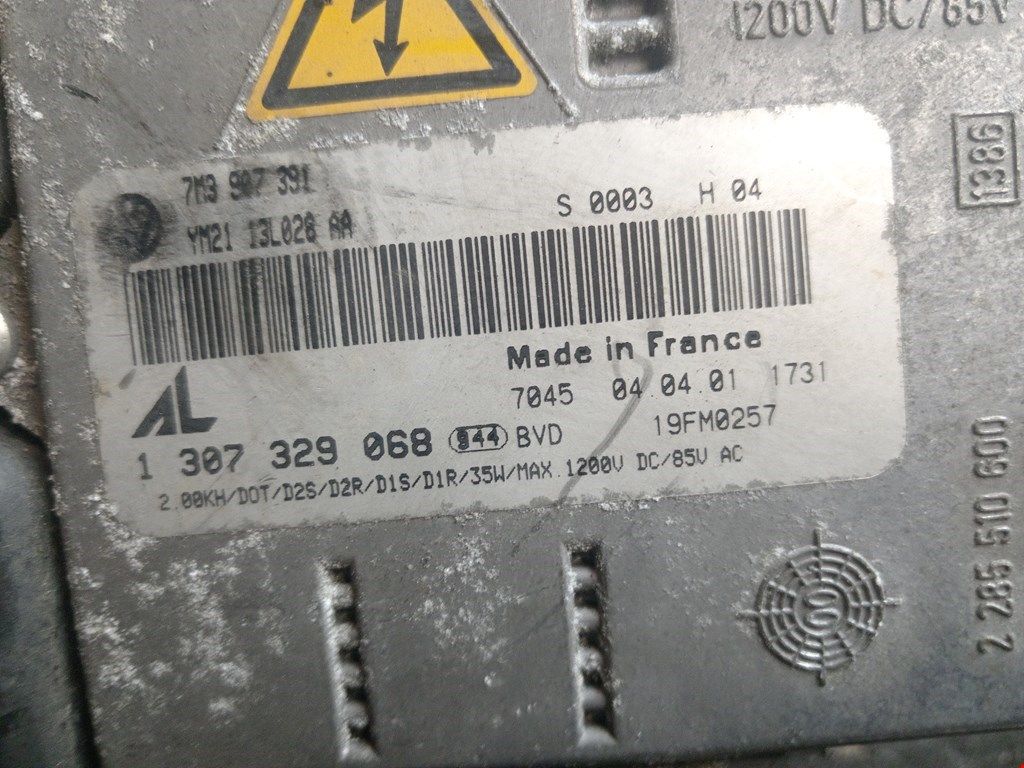 1200V DC/85V
7M3 907 391
YM21 13L028 AA
S 0003 H 04
1386
Made in France
7045 04.04.01 1731
AL
1 307 329 068 944 BVD 19FM0257
2.00KH/DOT/D2S/D2R/D1S/D1R/35W/MAX.1200V DC/85V AC
00
2 285 510 600